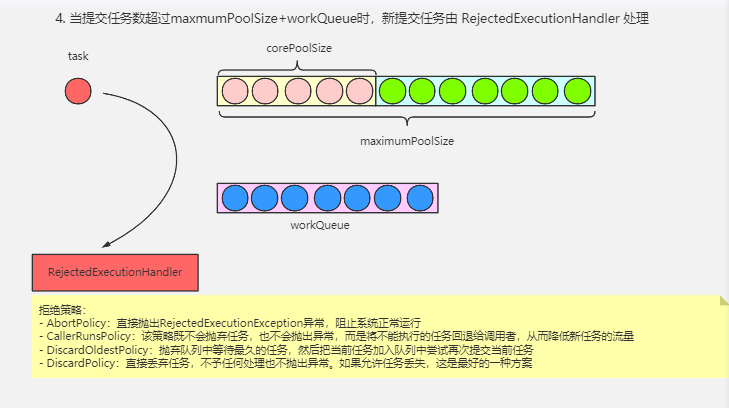 4. 当提交任务数超过maxmumPoolSize+workQueue时，新提交任务由 RejectedExecutionHandler 处理
corePoolSize
task
maximumPoolSize
workQueue
RejectedExecutionHandler
拒绝策略：
- AbortPolicy：直接抛出RejectedExecutionException异常，阻止系统正常运行
- CallerRunsPolicy：该策略既不会抛弃任务，也不会抛出异常，而是将不能执行的任务回退给调用者，从而降低新任务的流量
- DiscardOldestPolicy：抛弃队列中等待最久的任务，然后把当前任务加入队列中尝试再次提交当前任务
- DiscardPolicy：直接丢弃任务，不予任何处理也不抛出异常。如果允许任务丢失，这是最好的一种方案